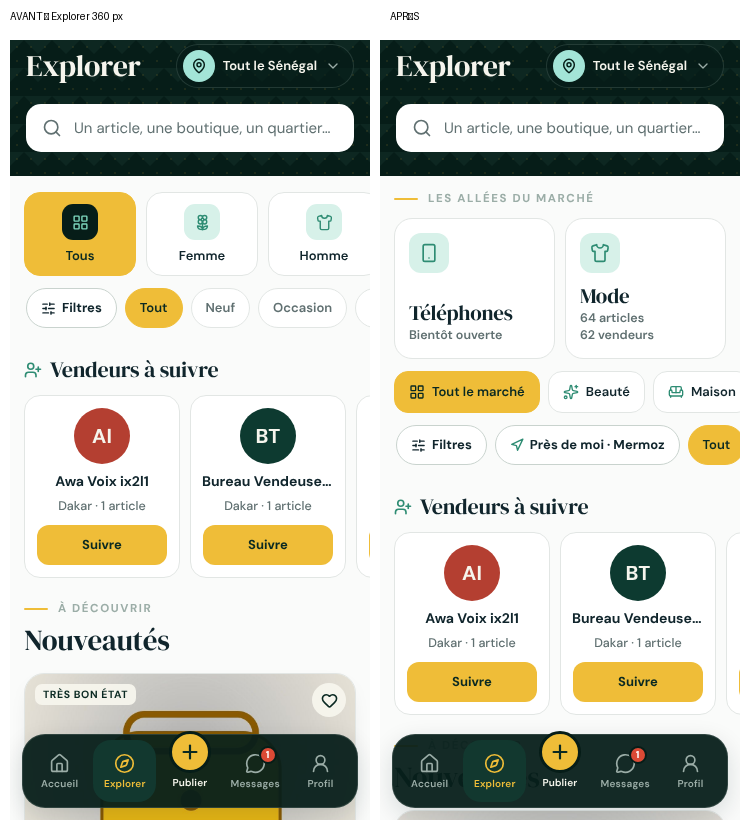 AVANT Explorer 360 px
Explorer
Tout le Sénégal
Un article, une boutique, un quartier...
Tous
Femme
Homme
Filtres
Tout
Neuf
Occasion
Vendeurs à suivre
AI
BT
Awa Voix ix2l1
Bureau Vendeuse...
Dakar · 1 article
Dakar · 1 article
Suivre
Suivre
À DÉCOUVRIR
Nouveautés
TRÈS BON ÉTAT
1
Accueil
Explorer
Publier
Messages
Profil
APR S
Explorer
Tout le Sénégal
Un article, une boutique, un quartier...
LES ALLÉES DU MARCHÉ
Téléphones
Bientôt ouverte
Mode
64 articles
62 vendeurs
Tout le marché
Beauté
Maison
Filtres
Près de moi · Mermoz
Tout
Vendeurs à suivre
AI
BT
Awa Voix ix2l1
Bureau Vendeuse...
Dakar · 1 article
Dakar · 1 article
Suivre
Suivre
1
Accueil
Explorer
Publier
Messages
Profil